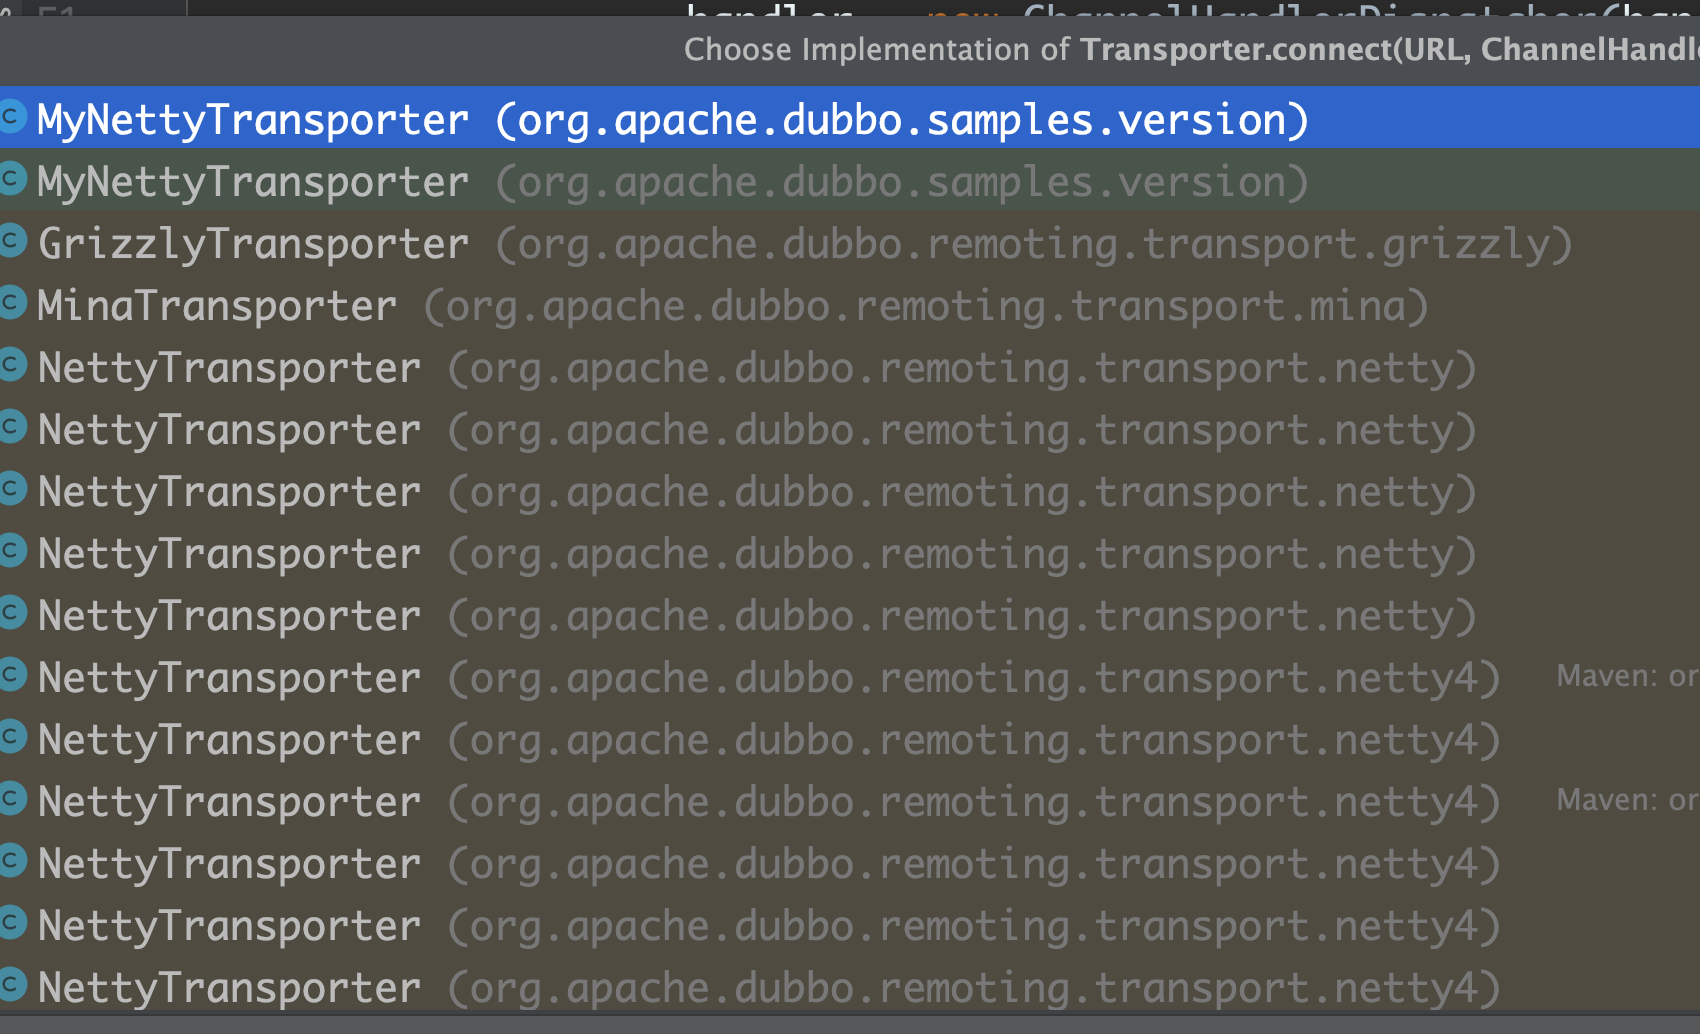 handler = new ChannelHandlerDispatcher(
Choose Implementation of Transporter.connect(URL, ChannelHandl
MyNettyTransporter (org.apache.dubbo.samples.version)
MyNettyTransporter (org.apache.dubbo.samples.version)
GrizzlyTransporter (org.apache.dubbo.remoting.transport.grizzly)
MinaTransporter (org.apache.dubbo.remoting.transport.mina)
NettyTransporter (org.apache.dubbo.remoting.transport.netty)
NettyTransporter (org.apache.dubbo.remoting.transport.netty)
NettyTransporter (org.apache.dubbo.remoting.transport.netty)
NettyTransporter (org.apache.dubbo.remoting.transport.netty)
NettyTransporter (org.apache.dubbo.remoting.transport.netty)
NettyTransporter (org.apache.dubbo.remoting.transport.netty4) Maven: or
NettyTransporter (org.apache.dubbo.remoting.transport.netty4)
NettyTransporter (org.apache.dubbo.remoting.transport.netty4) Maven: or
NettyTransporter (org.apache.dubbo.remoting.transport.netty4)
NettyTransporter (org.apache.dubbo.remoting.transport.netty4)
NettyTransporter (org.apache.dubbo.remoting.transport.netty4)